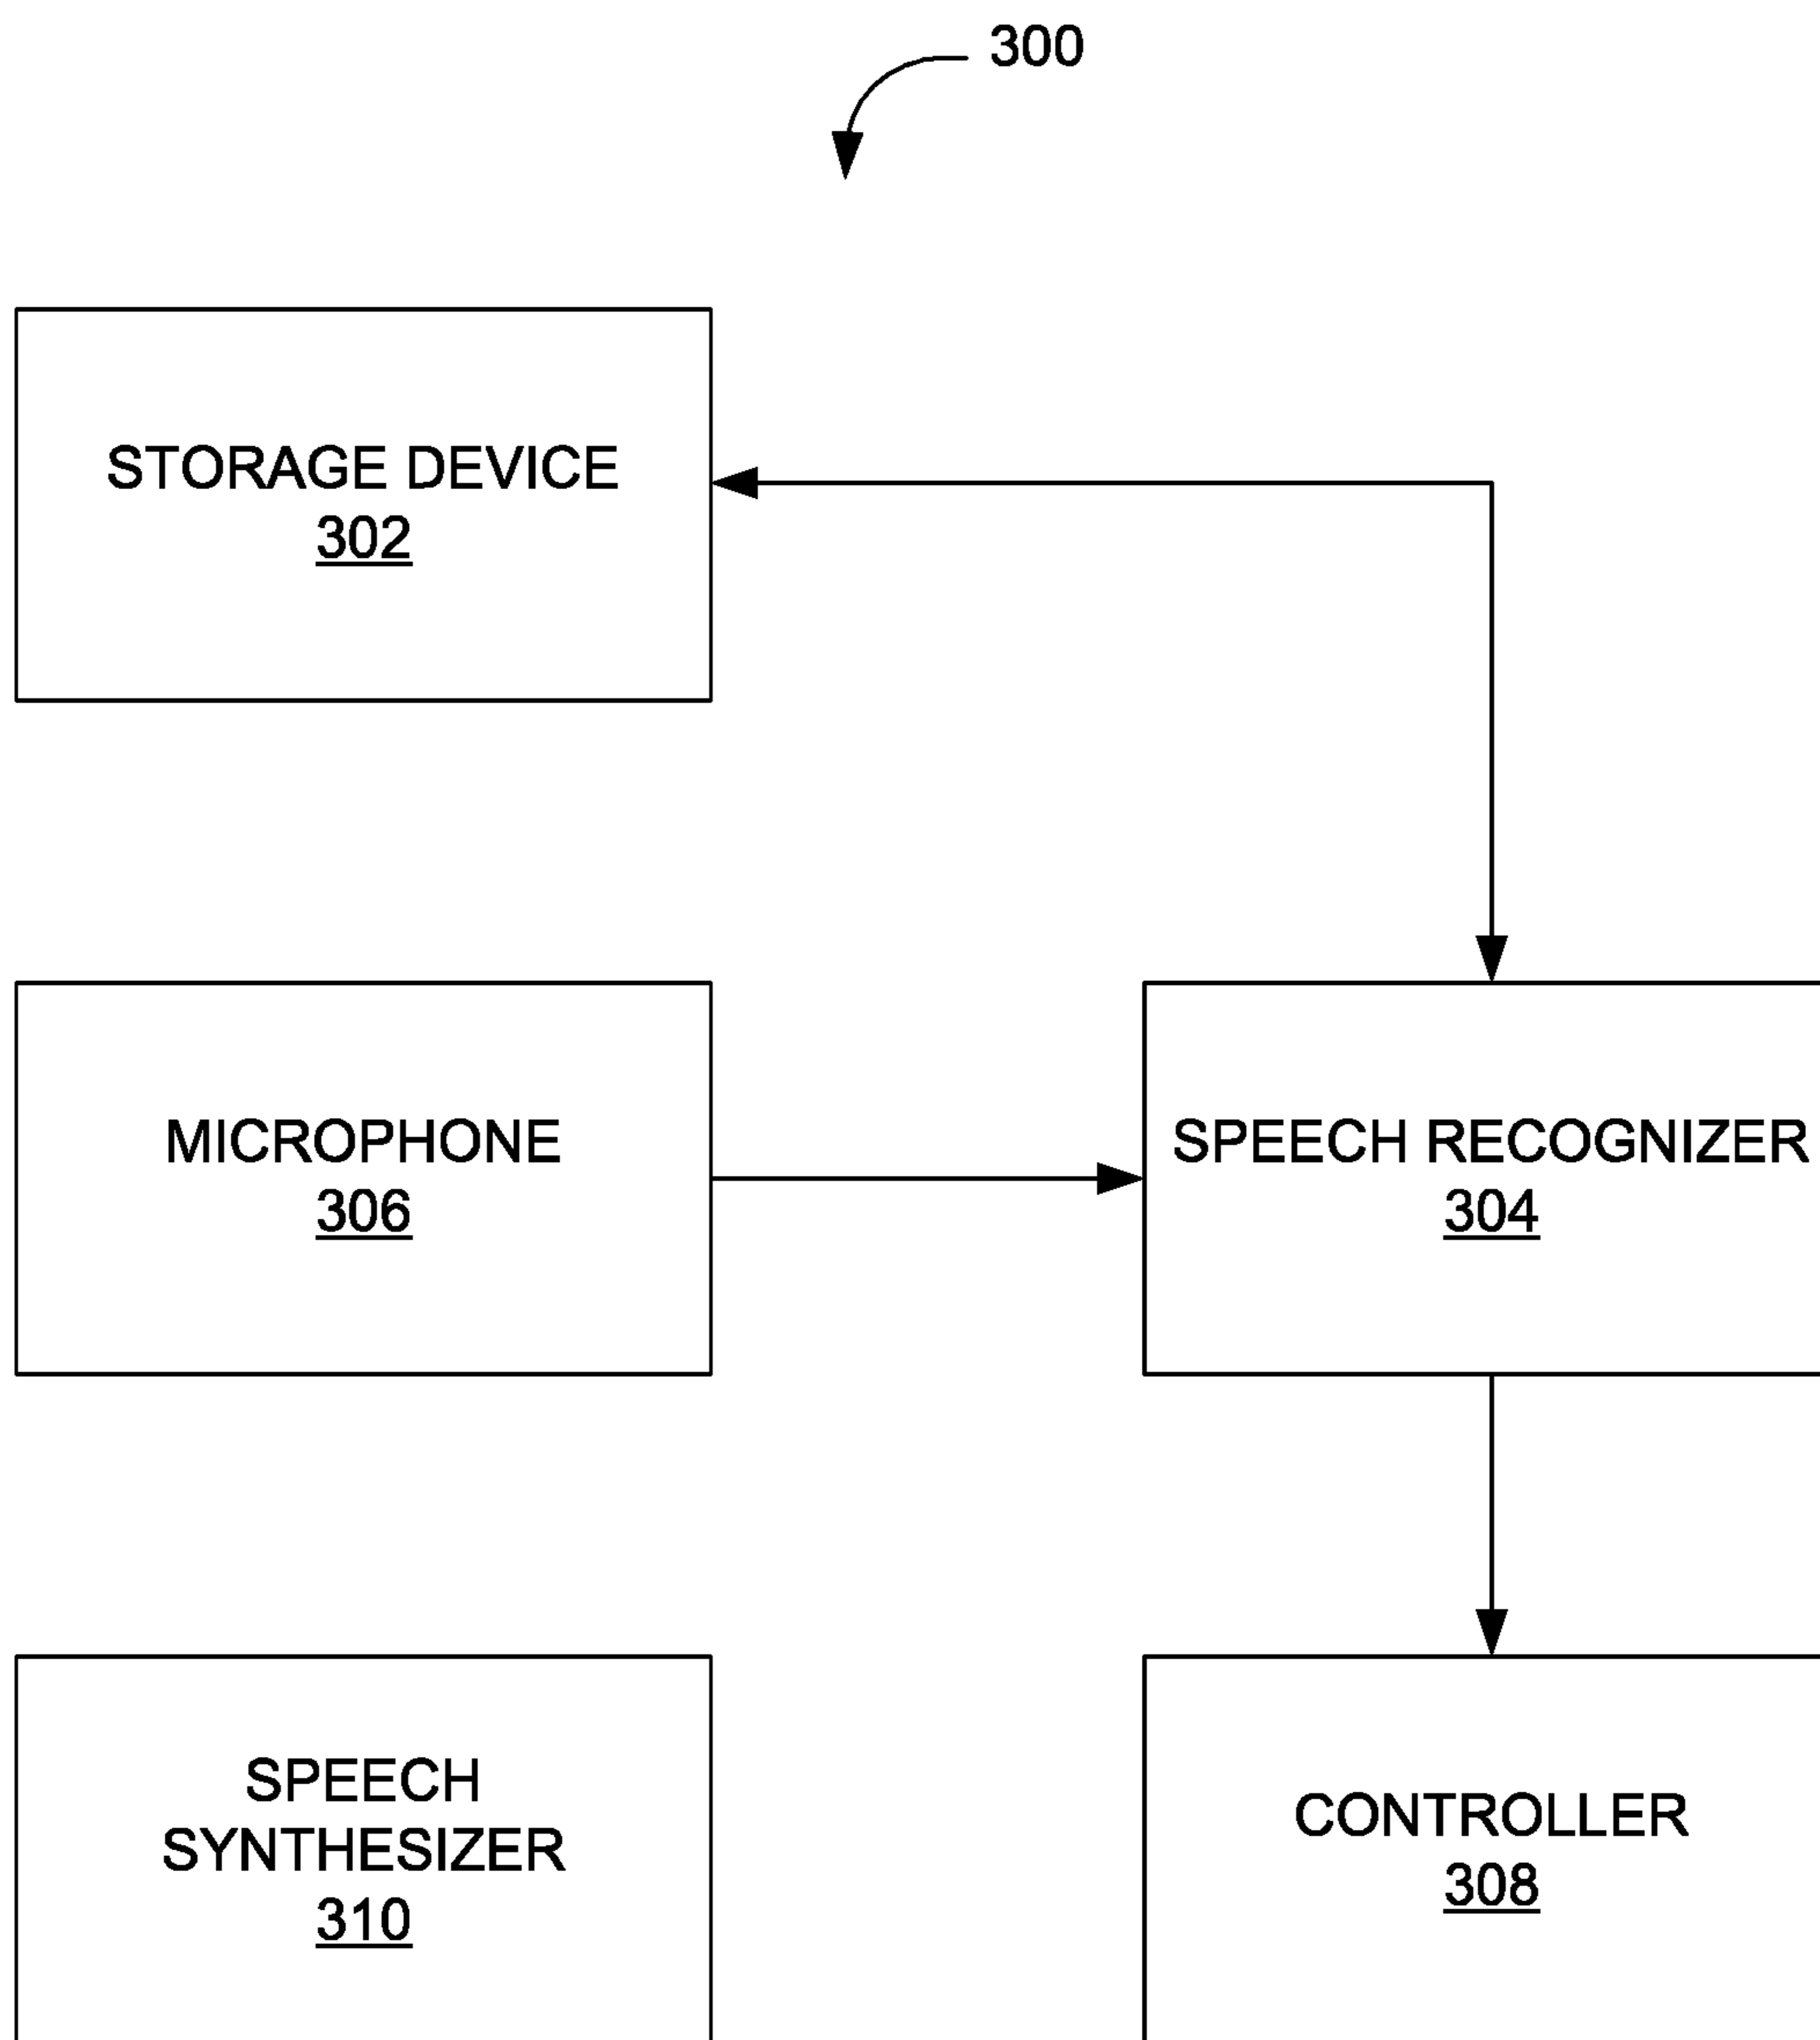 300
STORAGE DEVICE
302
MICROPHONE
306
SPEECH RECOGNIZER
304
SPEECH
SYNTHESIZER
310
CONTROLLER
308